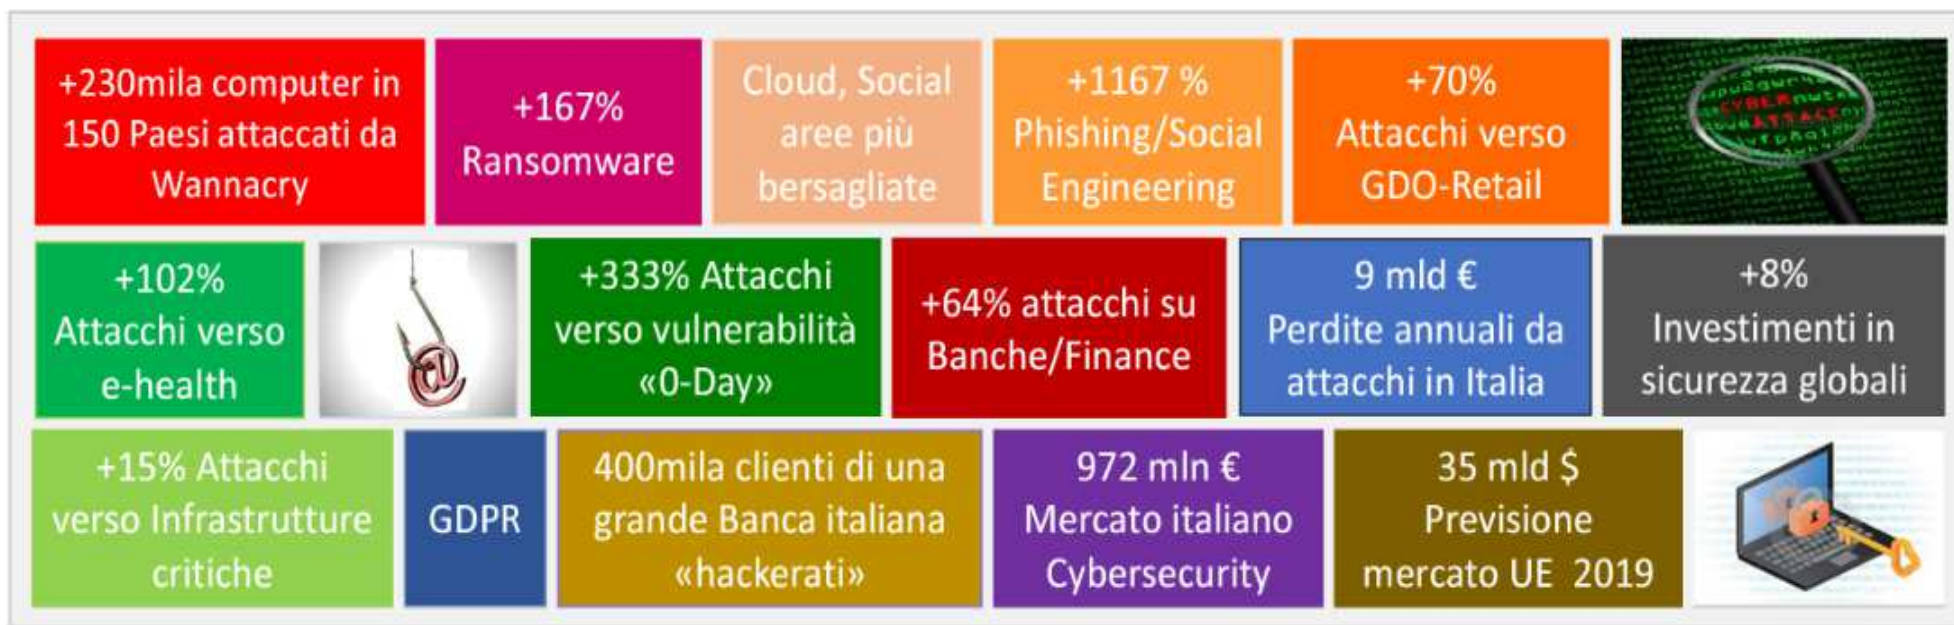 +230mila computer in
150 Paesi attaccati da
Wannacry
+167%
Ransomware
Cloud, Social
aree più
bersagliate
+1167 %
Phishing/Social
Engineering
+70%
Attacchi verso
GDO-Retail
CYBER
ATTACK
+102%
Attacchi verso
e-health
@
+333% Attacchi
verso vulnerabilità
«0-Day»
+64% attacchi su
Banche/Finance
9 mld €
Perdite annuali da
attacchi in Italia
+8%
Investimenti in
sicurezza globali
+15% Attacchi
verso Infrastrutture
critiche
GDPR
400mila clienti di una
grande Banca italiana
«hackerati»
972 mln €
Mercato italiano
Cybersecurity
35 mld $
Previsione
mercato UE 2019